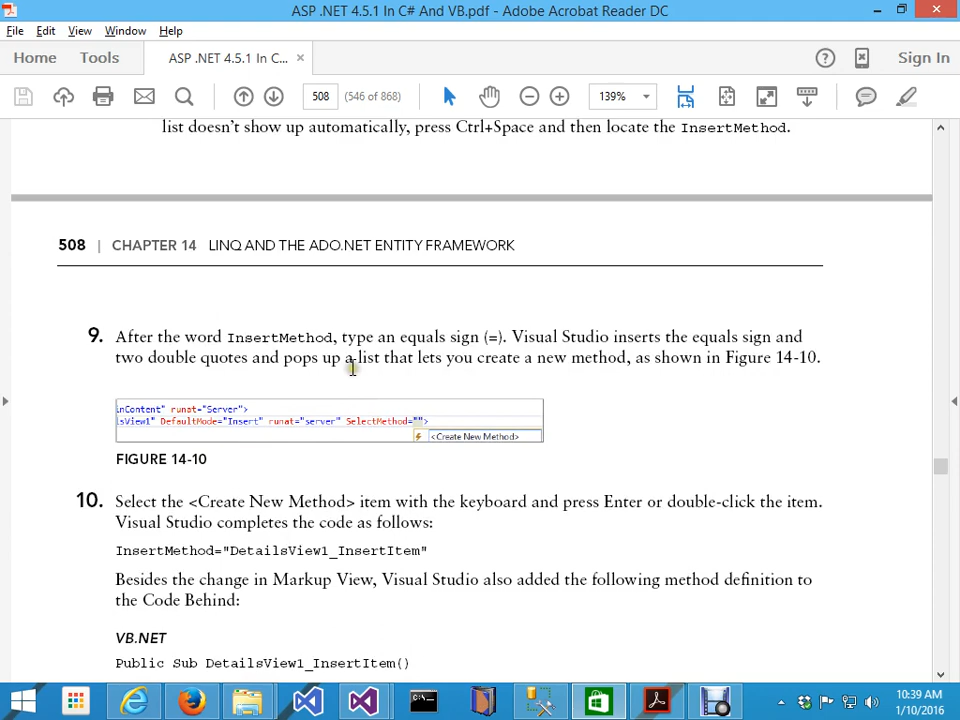 ASP .NET 4.5.1 In C# And VB.pdf - Adobe Acrobat Reader DC
File Edit View Window Help
Home Tools ASP .NET 4.5.1 In C... × Sign In
508 (546 of 868) 139%
list doesn't show up automatically, press Ctrl+Space and then locate the InsertMethod.
508 | CHAPTER 14 LINQ AND THE ADO.NET ENTITY FRAMEWORK
9. After the word InsertMethod, type an equals sign (=). Visual Studio inserts the equals sign and
two double quotes and pops up a list that lets you create a new method, as shown in Figure 14-10.
inContent" runat="Server">
lsView1" DefaultMode="Insert" runat="server" SelectMethod="">
<Create New Method>
FIGURE 14-10
10. Select the <Create New Method> item with the keyboard and press Enter or double-click the item.
Visual Studio completes the code as follows:
InsertMethod="DetailsView1_InsertItem"
Besides the change in Markup View, Visual Studio also added the following method definition to
the Code Behind:
VB.NET
Public Sub DetailsView1_InsertItem()
10:39 AM
1/10/2016